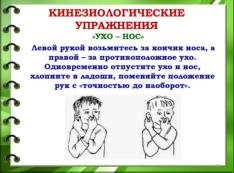 КИНЕЗИОЛОГИЧЕСКИЕ
УПРАЖНЕНИЯ
«УХО – НОС»
Левой рукой возьмитесь за кончик носа, а
правой – за противоположное ухо.
Одновременно отпустите ухо и нос,
хлопните в ладоши, поменяйте положение
рук с «точностью до наоборот».